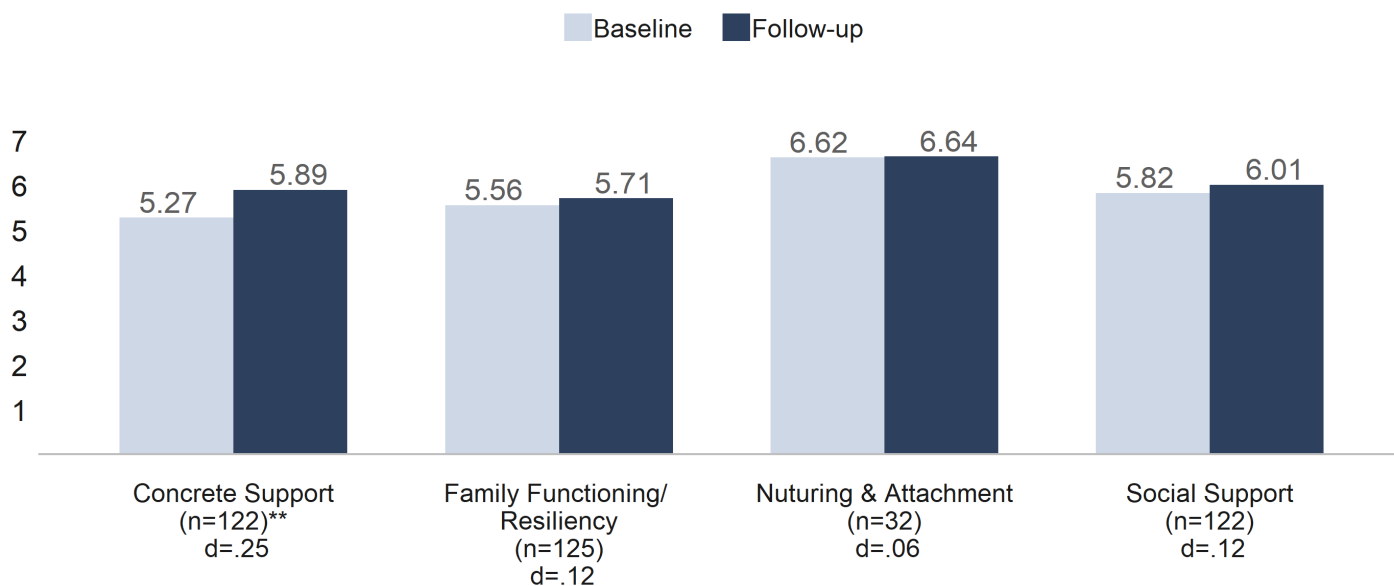 Baseline Follow-up
7
6
5
4
3
2
1
5.27 5.89 5.56 5.71 6.62 6.64 5.82 6.01
Concrete Support
(n=122)**
d=.25
Family Functioning/
Resiliency
(n=125)
d=.12
Nuturing & Attachment
(n=32)
d=.06
Social Support
(n=122)
d=.12